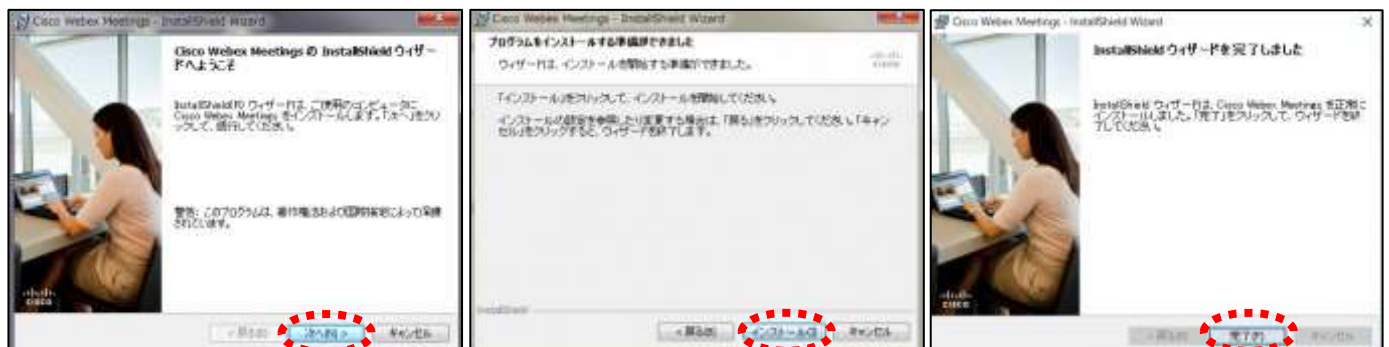 Cisco Webex Meetings - InstallShield Wizard
Cisco Webex Meetings の InstallShield ウィザー
ドへようこそ
InstallShield(R) ウィザードは、ご使用のコンピュータに、
Cisco Webex Meetings をインストールします。「次へ」をクリ
ックして、続行してください。
警告: このプログラムは、著作権法および国際協定によって保護
されています。
cisco
< 戻る(B)
次へ(N) >
キャンセル
Cisco Webex Meetings - InstallShield Wizard
プログラムをインストールする準備ができました
ウィザードは、インストールを開始する準備ができました。
cisco
「インストール」をクリックして、インストールを開始してください。
インストールの設定を参照したり変更する場合は、「戻る」をクリックしてください。「キャン
セル」をクリックすると、ウィザードを終了します。
InstallShield
< 戻る(B)
インストール(I)
キャンセル
Cisco Webex Meetings - InstallShield Wizard
InstallShield ウィザードを完了しました
InstallShield ウィザードは、Cisco Webex Meetings を正常に
インストールしました。「完了」をクリックして、ウィザードを終
了してください。
cisco
< 戻る(B)
完了(F)
キャンセル